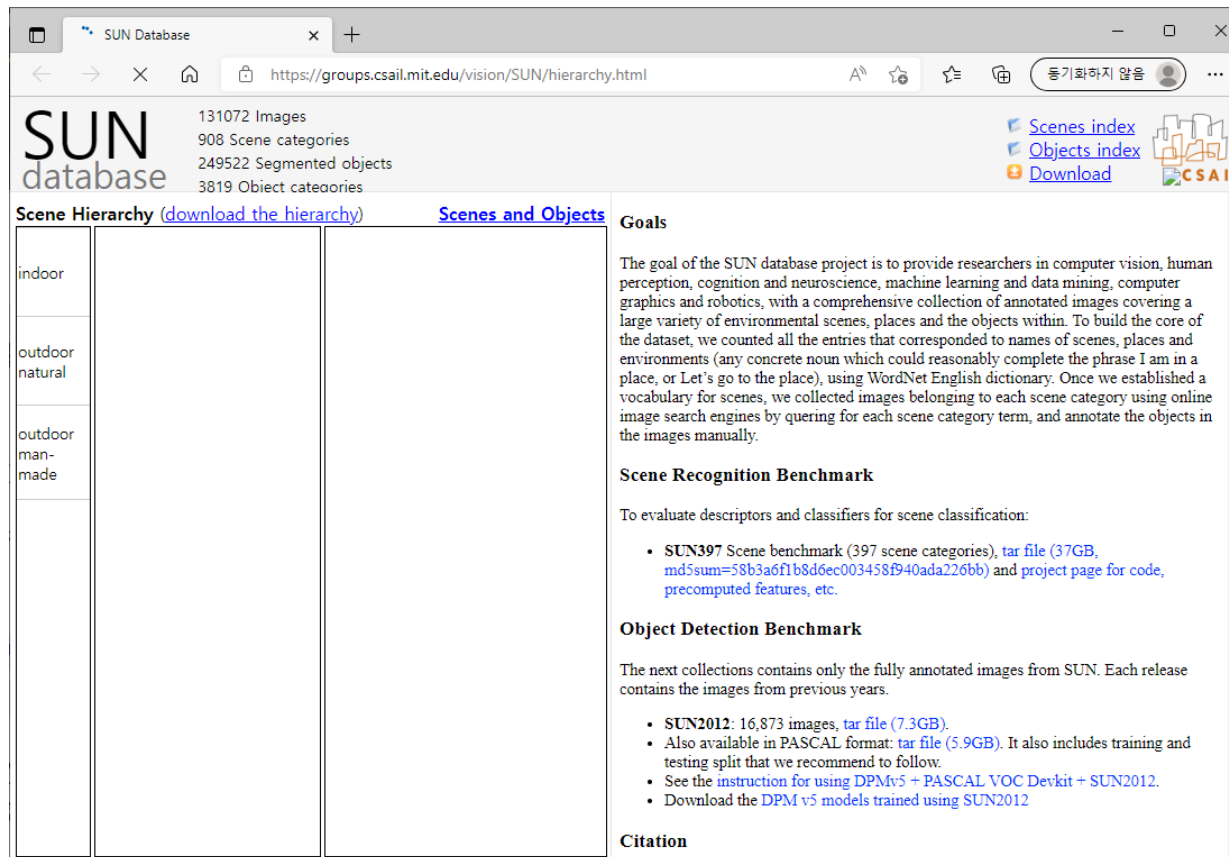 SUN Database
https://groups.csail.mit.edu/vision/SUN/hierarchy.html
동기화하지 않음
SUN
database
131072 Images
908 Scene categories
249522 Segmented objects
3819 Object categories
Scenes index
Objects index
Download
CSAI
Scene Hierarchy (download the hierarchy)
Scenes and Objects
indoor
outdoor
natural
outdoor
man-
made
Goals
The goal of the SUN database project is to provide researchers in computer vision, human
perception, cognition and neuroscience, machine learning and data mining, computer
graphics and robotics, with a comprehensive collection of annotated images covering a
large variety of environmental scenes, places and the objects within. To build the core of
the dataset, we counted all the entries that corresponded to names of scenes, places and
environments (any concrete noun which could reasonably complete the phrase I am in a
place, or Let's go to the place), using WordNet English dictionary. Once we established a
vocabulary for scenes, we collected images belonging to each scene category using online
image search engines by quering for each scene category term, and annotate the objects in
the images manually.
Scene Recognition Benchmark
To evaluate descriptors and classifiers for scene classification:
• SUN397 Scene benchmark (397 scene categories), tar file (37GB,
md5sum=58b3a6f1b8d6ec003458f940ada226bb) and project page for code,
precomputed features, etc.
Object Detection Benchmark
The next collections contains only the fully annotated images from SUN. Each release
contains the images from previous years.
• SUN2012: 16,873 images, tar file (7.3GB).
• Also available in PASCAL format: tar file (5.9GB). It also includes training and
testing split that we recommend to follow.
• See the instruction for using DPMv5 + PASCAL VOC Devkit + SUN2012.
• Download the DPM v5 models trained using SUN2012
Citation